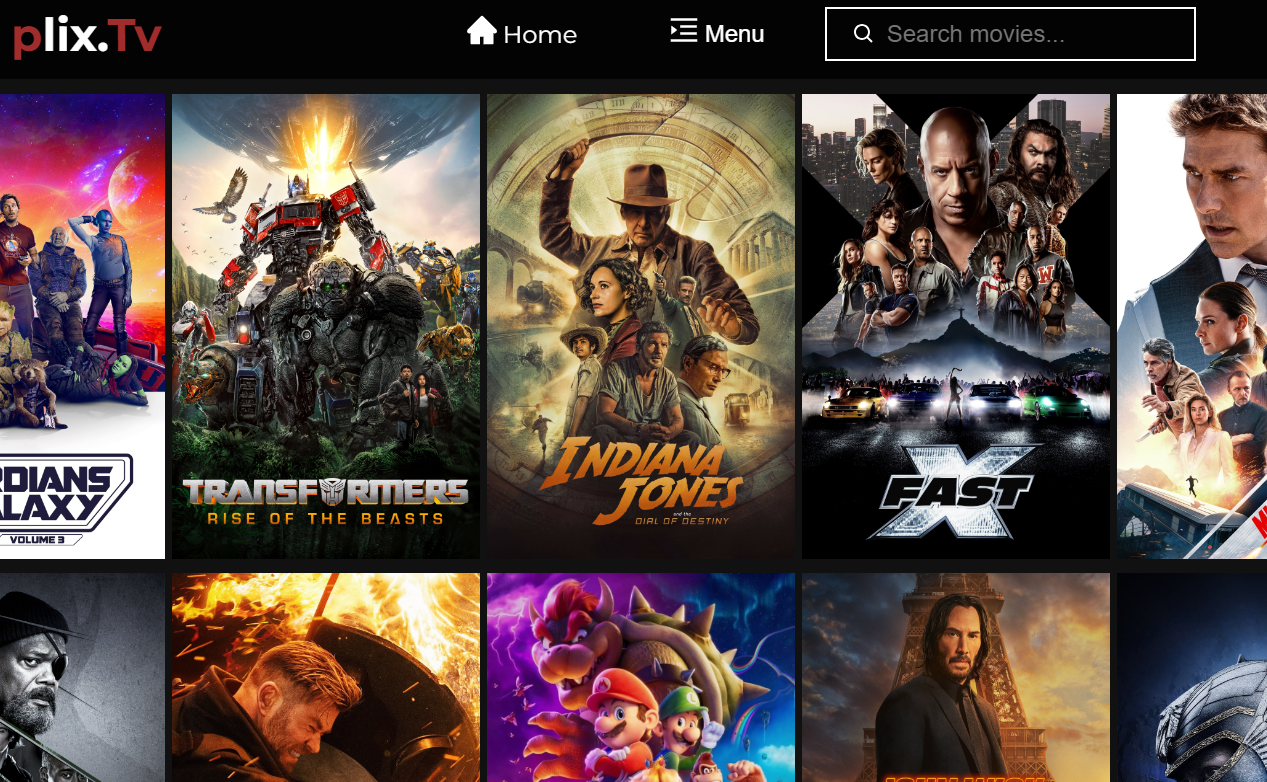 plix.Tv
Home
Menu
Search movies...
RDIANS
LAXY
VOLUME 3
TRANSFORMERS
RISE OF THE BEASTS
INDIANA
JONES
and the
DIAL OF DESTINY
FAST
X
W